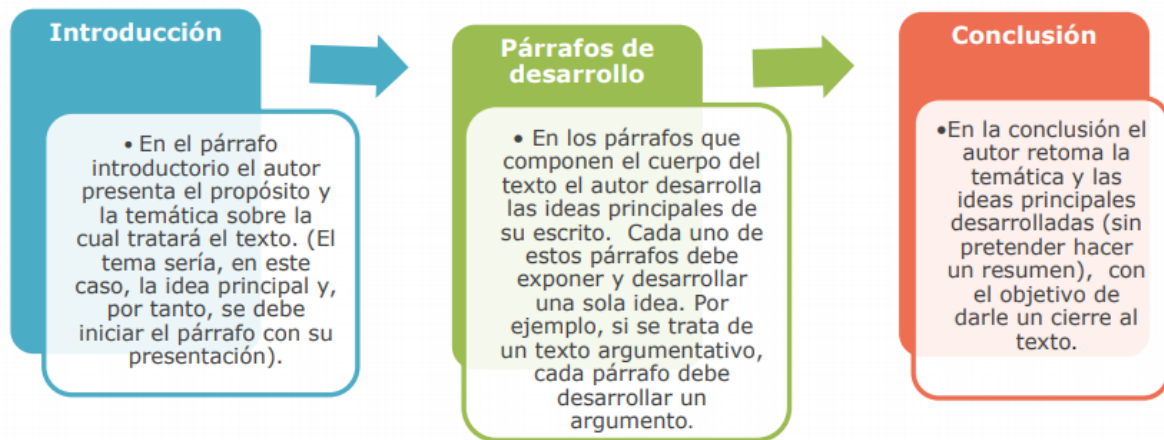 Introducción
• En el párrafo
introductorio el autor
presenta el propósito y
la temática sobre la
cual tratará el texto. (El
tema sería, en este
caso, la idea principal y,
por tanto, se debe
iniciar el párrafo con su
presentación).
Párrafos de
desarrollo
• En los párrafos que
componen el cuerpo del
texto el autor desarrolla
las ideas principales de
su escrito. Cada uno de
estos párrafos debe
exponer y desarrollar
una sola idea. Por
ejemplo, si se trata de
un texto argumentativo,
cada párrafo debe
desarrollar un
argumento.
Conclusión
•En la conclusión el
autor retoma la
temática y las
ideas principales
desarrolladas (sin
pretender hacer
un resumen), con
el objetivo de
darle un cierre al
texto.